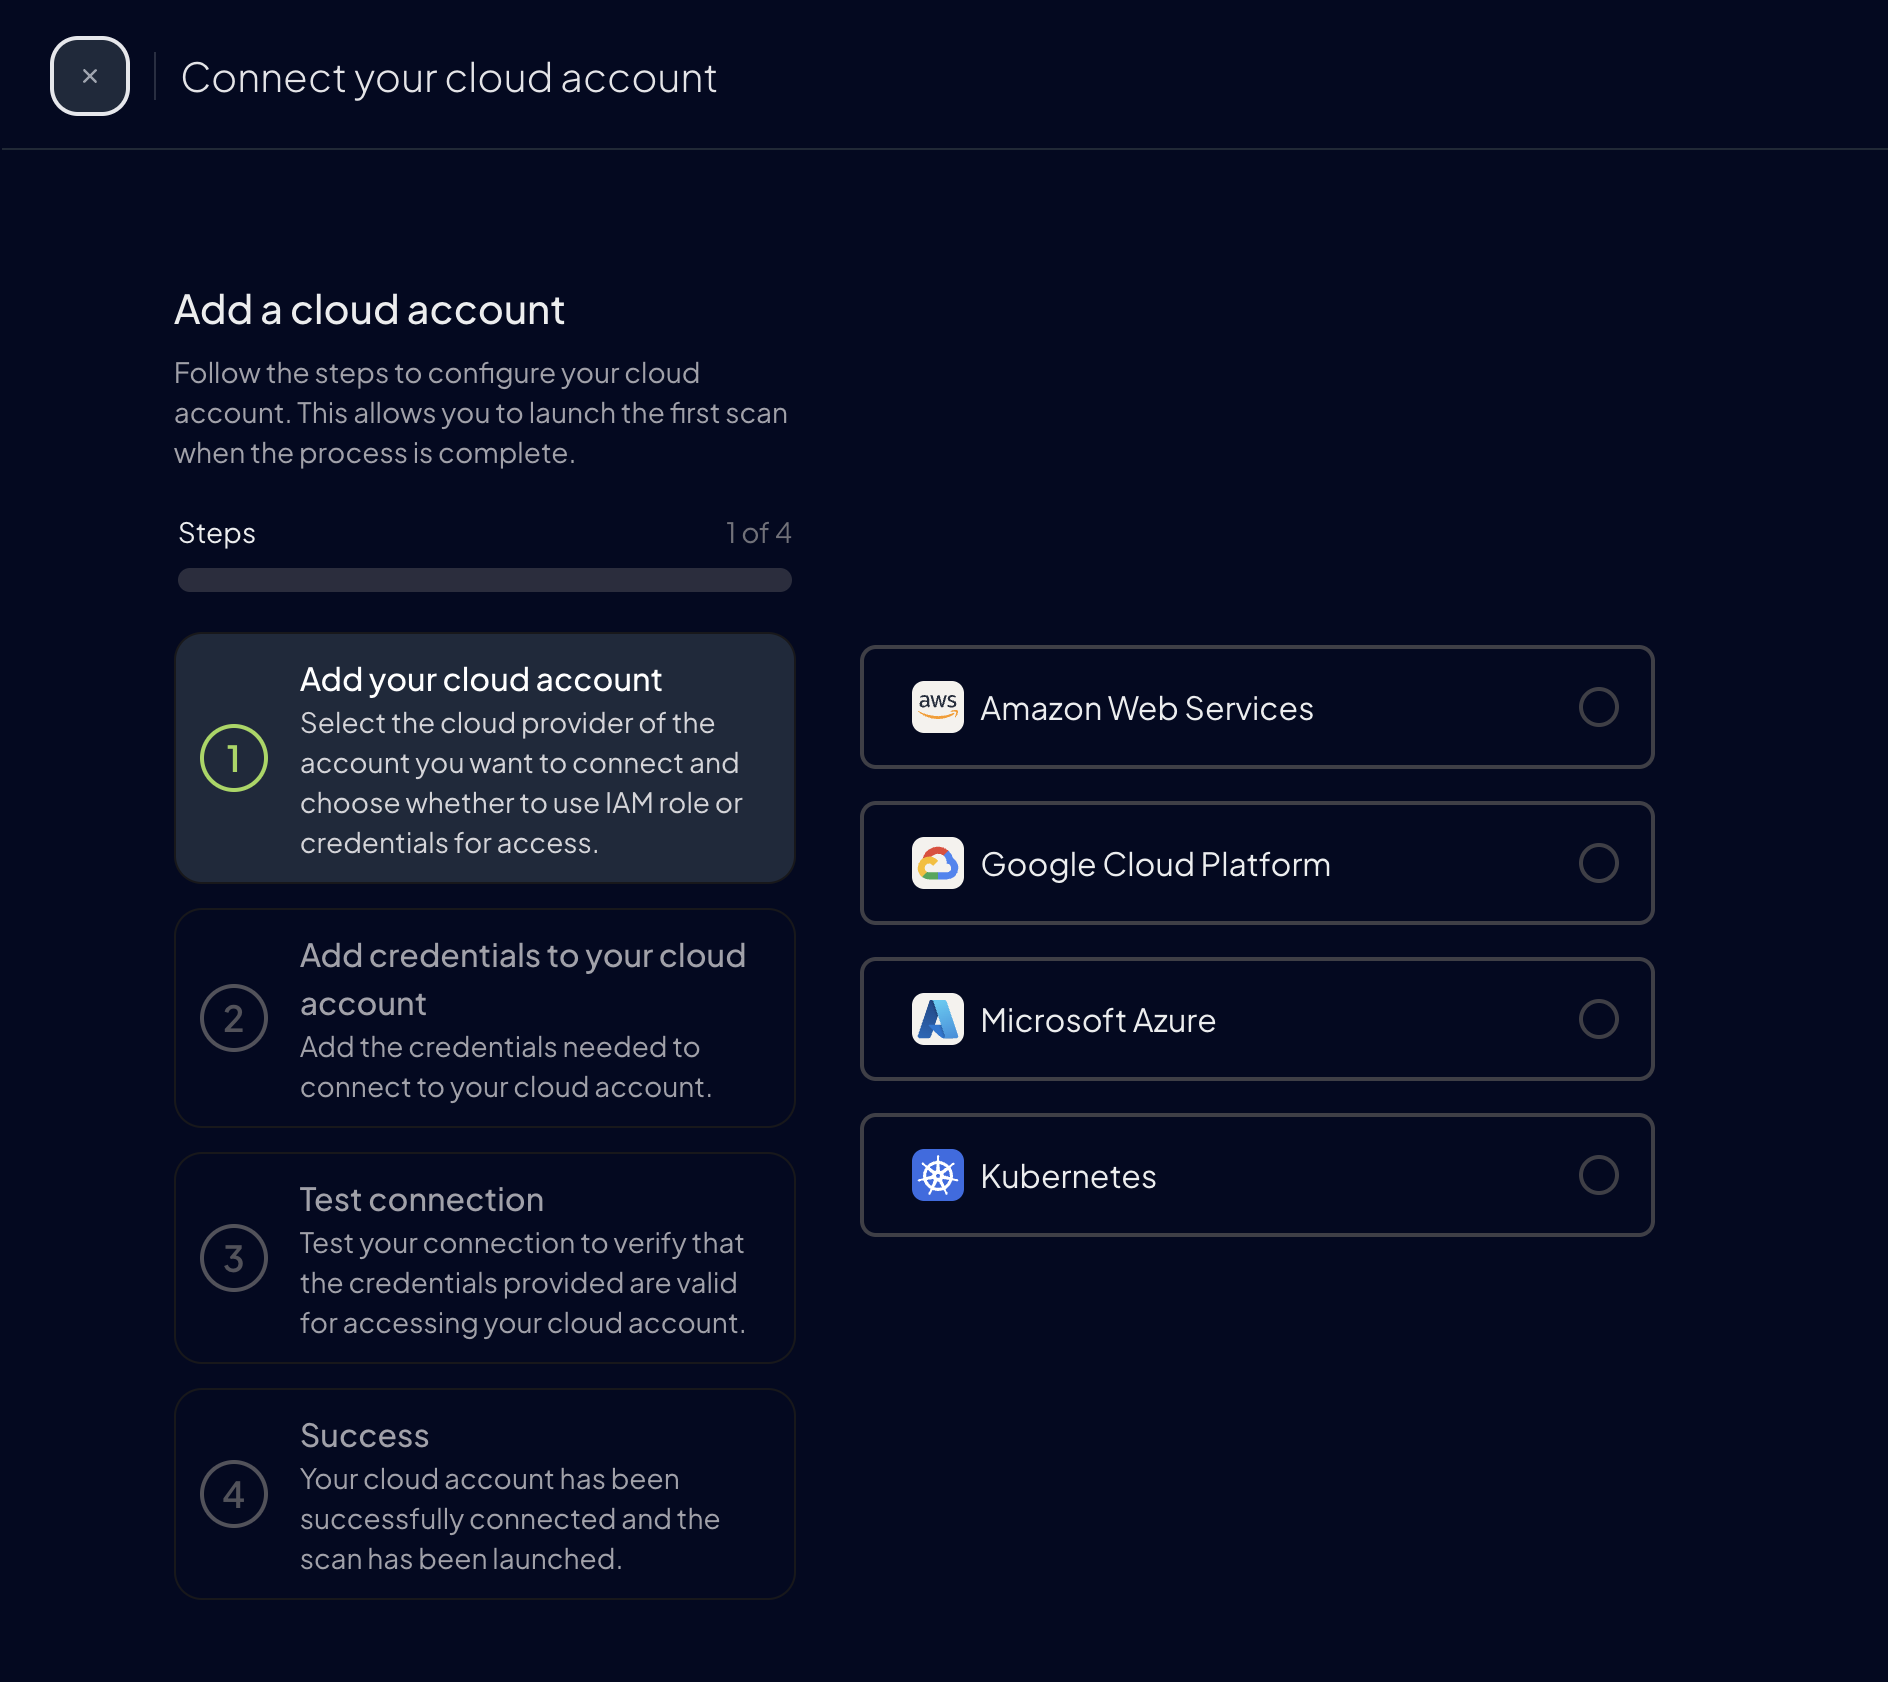 ×
Connect your cloud account
Add a cloud account
Follow the steps to configure your cloud
account. This allows you to launch the first scan
when the process is complete.
Steps
1 of 4
1
Add your cloud account
Select the cloud provider of the
account you want to connect and
choose whether to use IAM role or
credentials for access.
2
Add credentials to your cloud
account
Add the credentials needed to
connect to your cloud account.
3
Test connection
Test your connection to verify that
the credentials provided are valid
for accessing your cloud account.
4
Success
Your cloud account has been
successfully connected and the
scan has been launched.
aws
Amazon Web Services
Google Cloud Platform
Microsoft Azure
Kubernetes